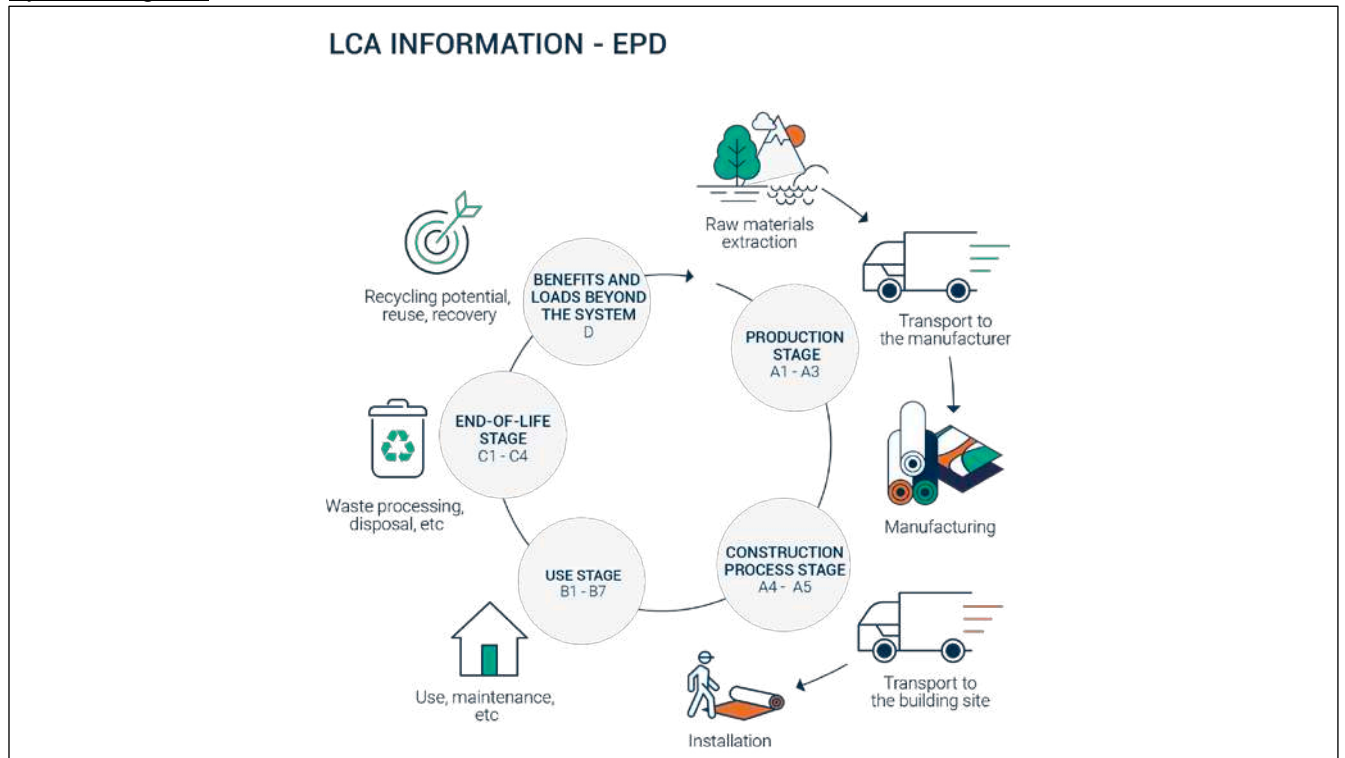 LCA INFORMATION - EPD
Raw materials
extraction
Transport to
the manufacturer
Manufacturing
PRODUCTION
STAGE
A1 - A3
CONSTRUCTION
PROCESS STAGE
A4 - A5
Transport to
the building site
Installation
USE STAGE
B1 - B7
Use, maintenance,
etc
END-OF-LIFE
STAGE
C1 - C4
Waste processing,
disposal, etc
BENEFITS AND
LOADS BEYOND
THE SYSTEM
D
Recycling potential,
reuse, recovery